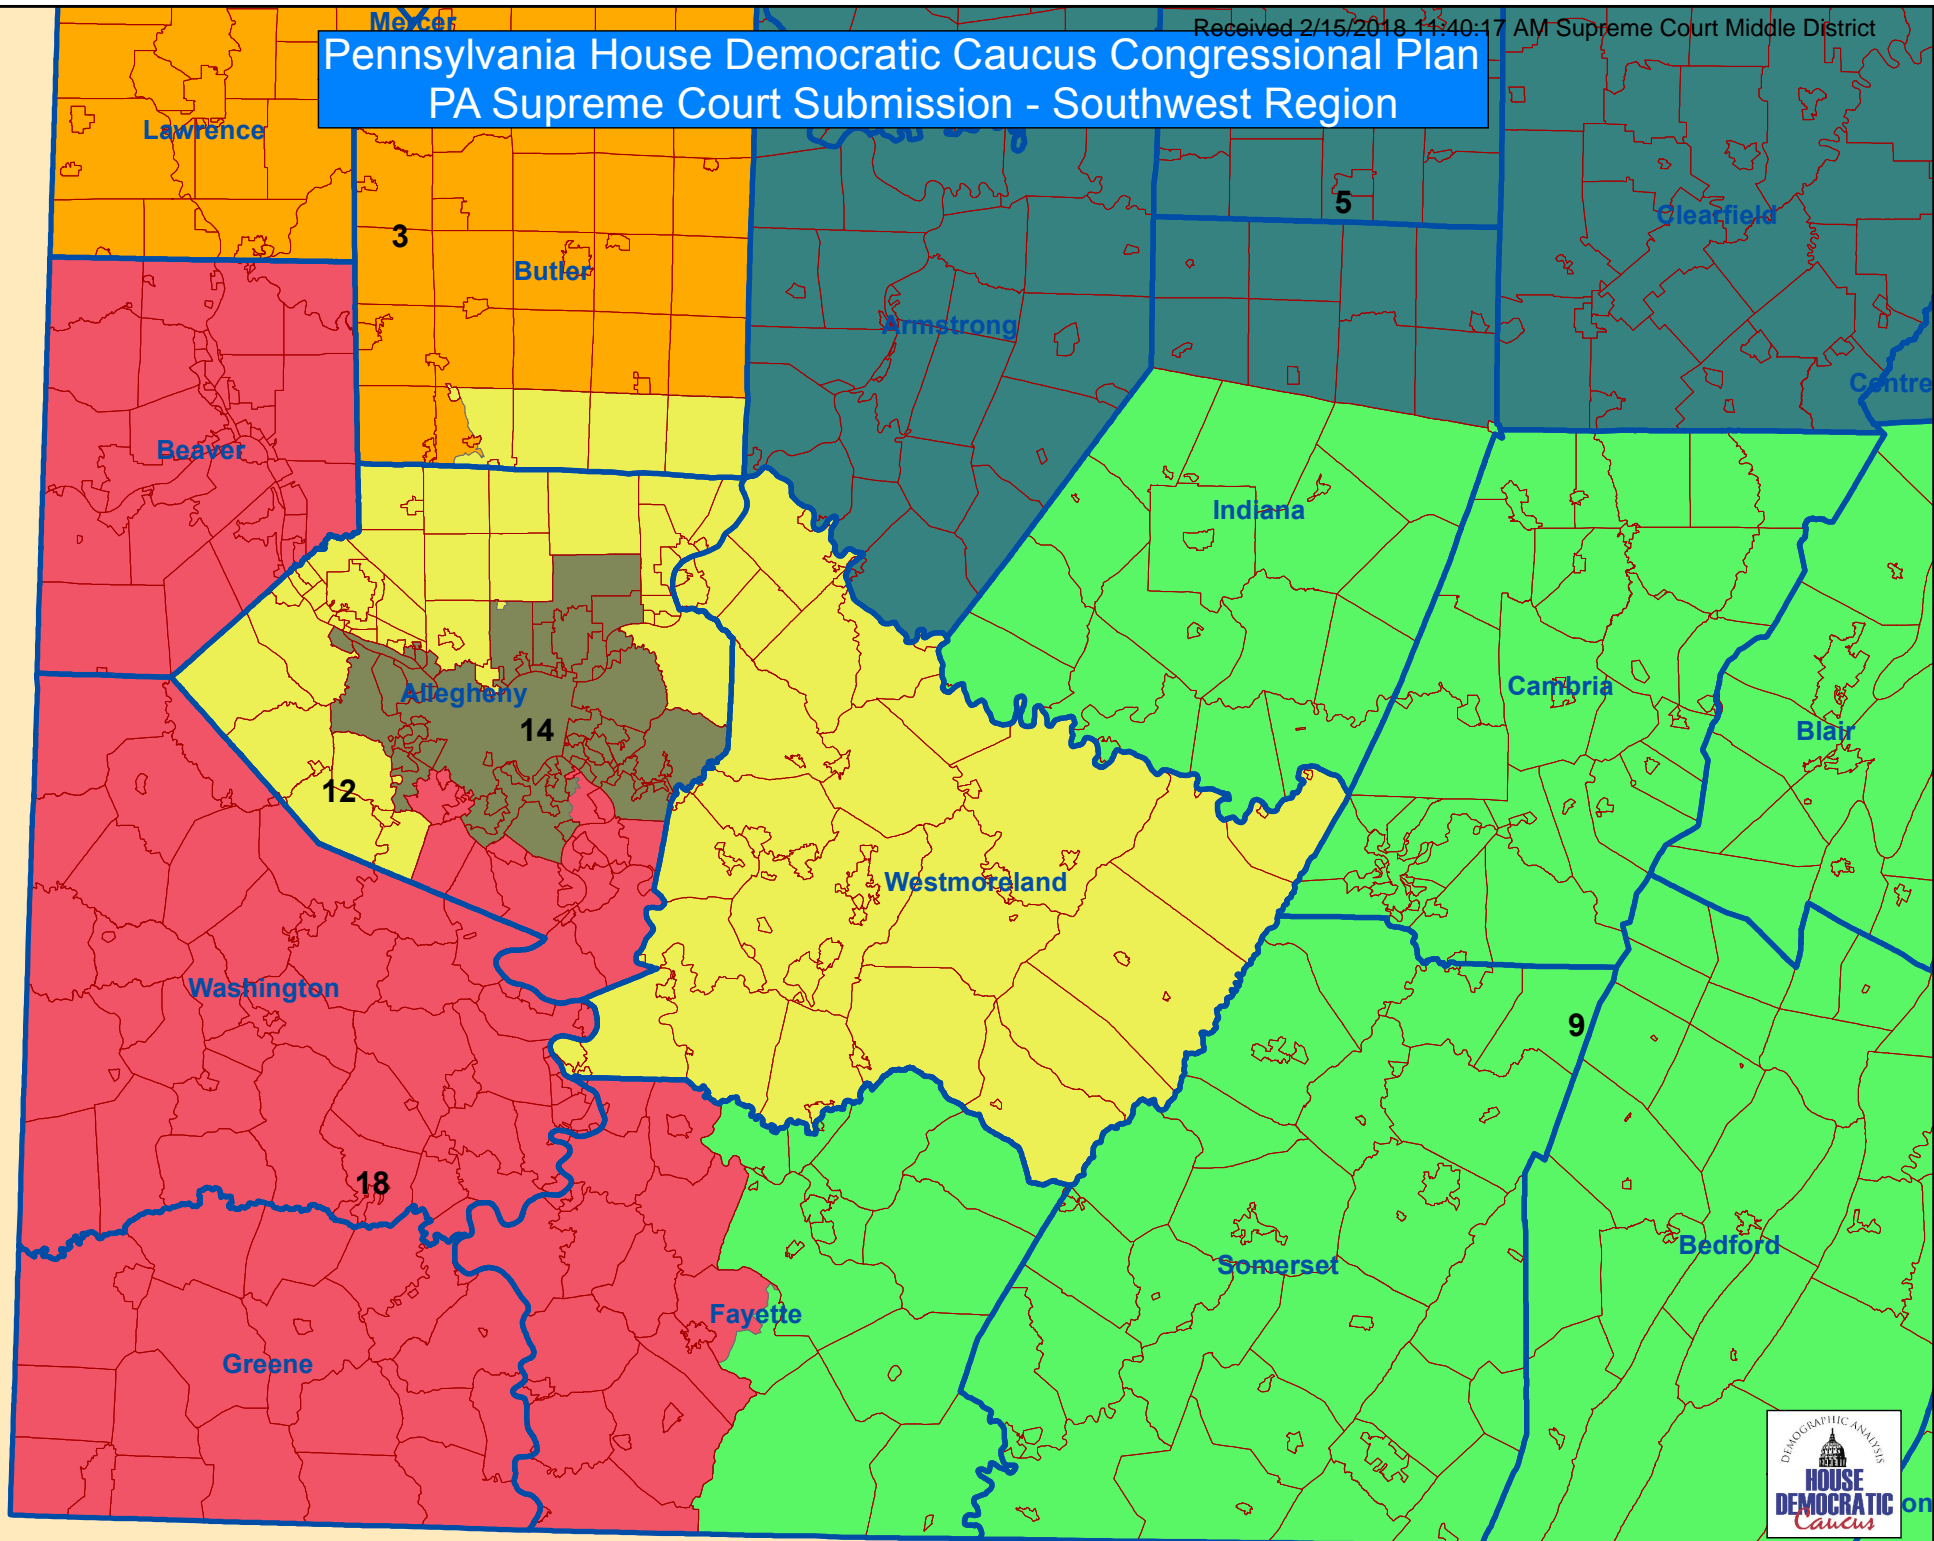 Mercer
Received 2/15/2018 11:40:17 AM Supreme Court Middle District
Pennsylvania House Democratic Caucus Congressional Plan
PA Supreme Court Submission - Southwest Region
Lawrence
5
Clearfield
3
Butler
Armstrong
Centre
Beaver
Indiana
Allegheny
Cambria
14
Blair
12
Westmoreland
Washington
9
18
Bedford
Somerset
Fayette
Greene
DEMOGRAPHIC ANALYSIS
HOUSE
DEMOCRATIC
Caucus
on